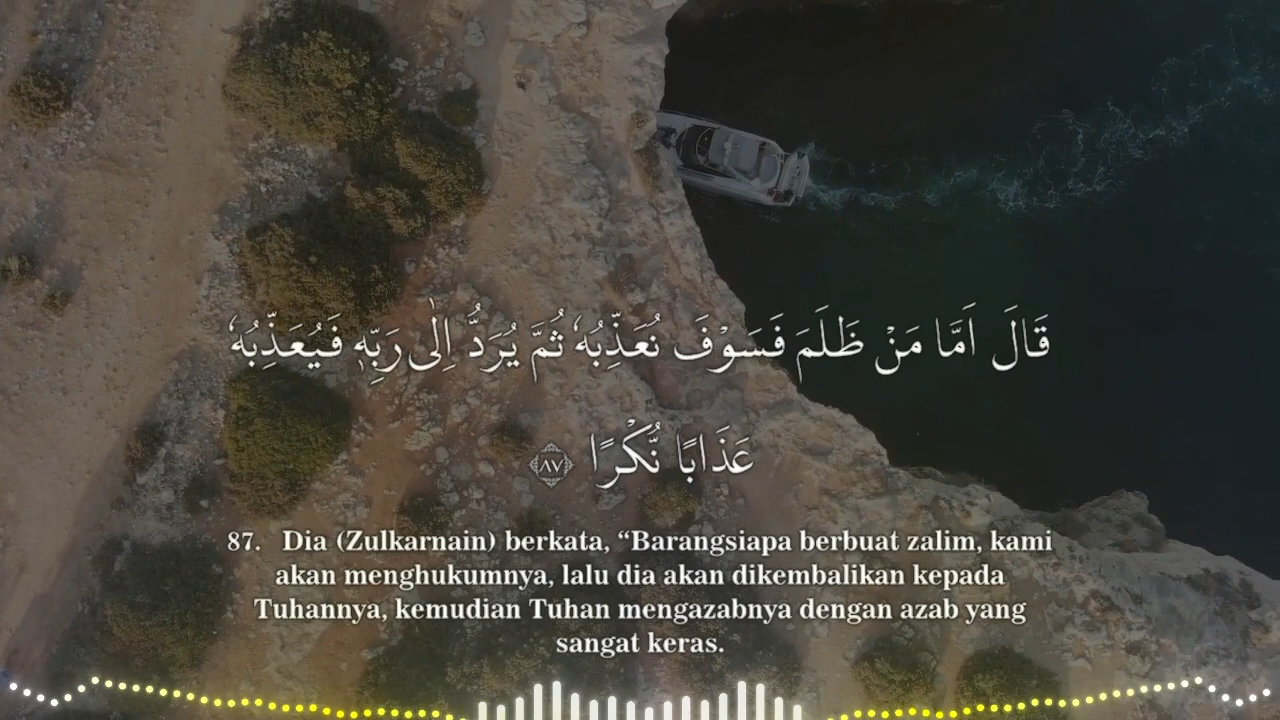 قَالَ اَمَّا مَنْ ظَلَمَ فَسَوْفَ نُعَذِّبُهٗ ثُمَّ يُرَدُّ اِلٰى رَبِّهٖ فَيُعَذِّبُهٗ
عَذَابًا نُّكْرًا ٨٧
87. Dia (Zulkarnain) berkata, “Barangsiapa berbuat zalim, kami
akan menghukumnya, lalu dia akan dikembalikan kepada
Tuhannya, kemudian Tuhan mengazabnya dengan azab yang
sangat keras.